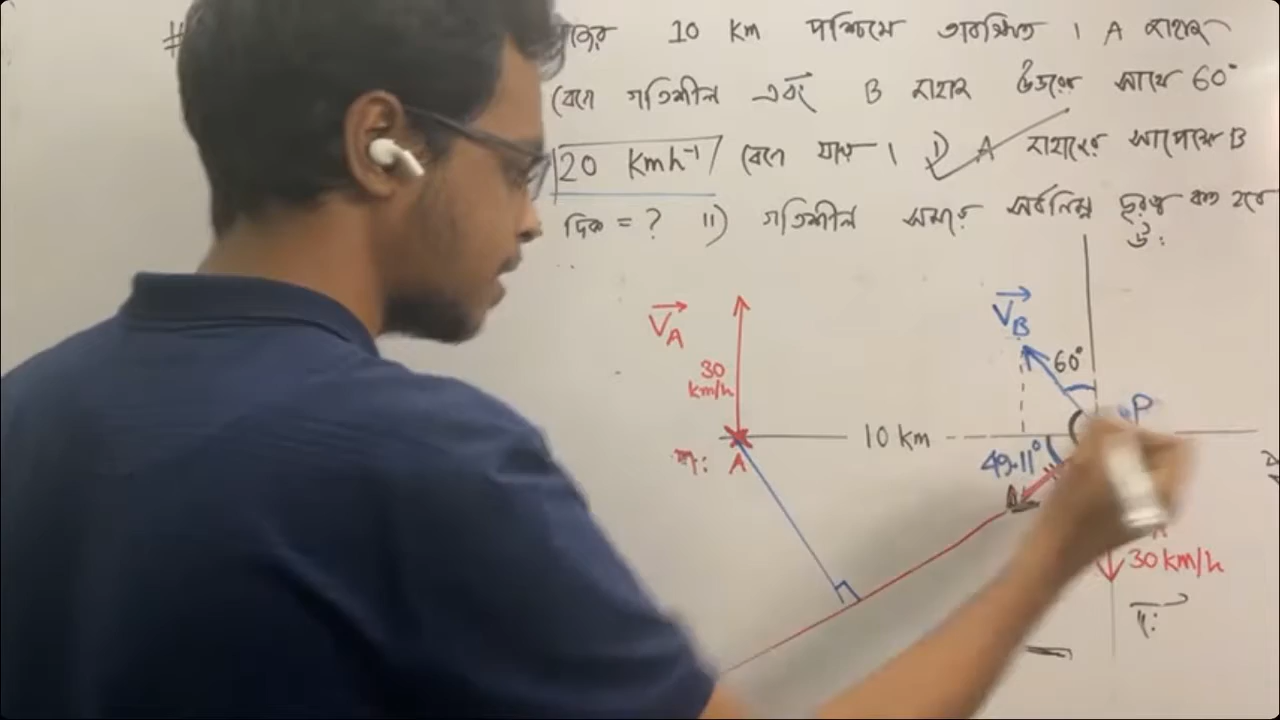 #
10 Km পশ্চিমে অবস্থিত । A জাহাজ
বেগে গতিশীল এবং B জাহাজ উত্তরের সাথে 60°
20 Kmh⁻¹ বেগে যায় । i) A জাহাজের সাপেক্ষে B
দিক = ? ii) গতিশীল সময়ে সর্বনিম্ন দূরত্ব কত হবে
উ:
V⃗A
V⃗B
30 km/h
60°
P
10 km
প: A
49.11°
30 km/h
দ: